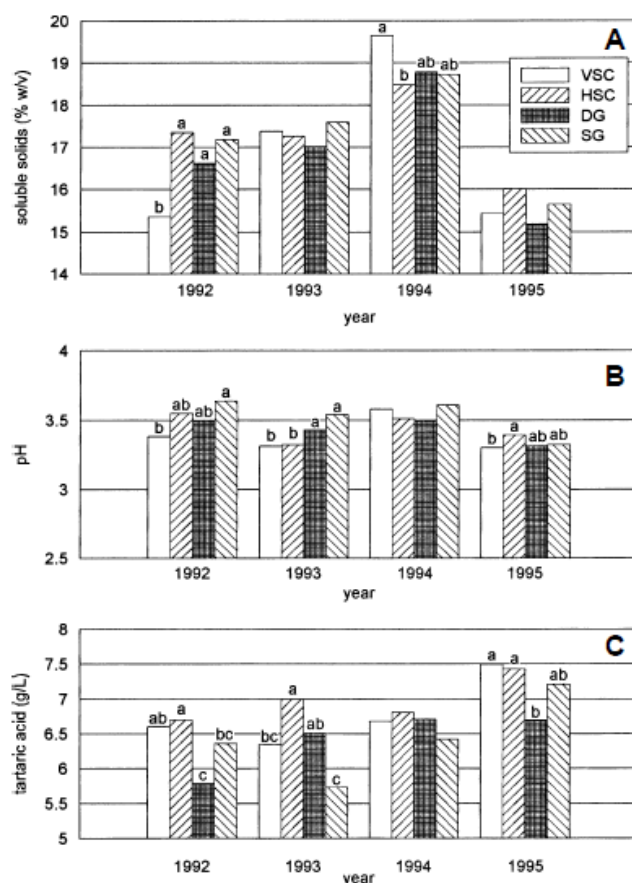 A
20
19
18
17
16
15
14
soluble solids (% w/v)
a
b
ab
ab
VSC
HSC
DG
SG
b
a
a
a
1992
1993
1994
1995
year
B
4
3.5
3
2.5
pH
b
ab
ab
a
b
b
a
a
b
a
ab
ab
1992
1993
1994
1995
year
C
8
7.5
7
6.5
6
5.5
5
tartaric acid (g/L)
ab
a
c
bc
bc
a
ab
c
a
a
b
ab
1992
1993
1994
1995
year